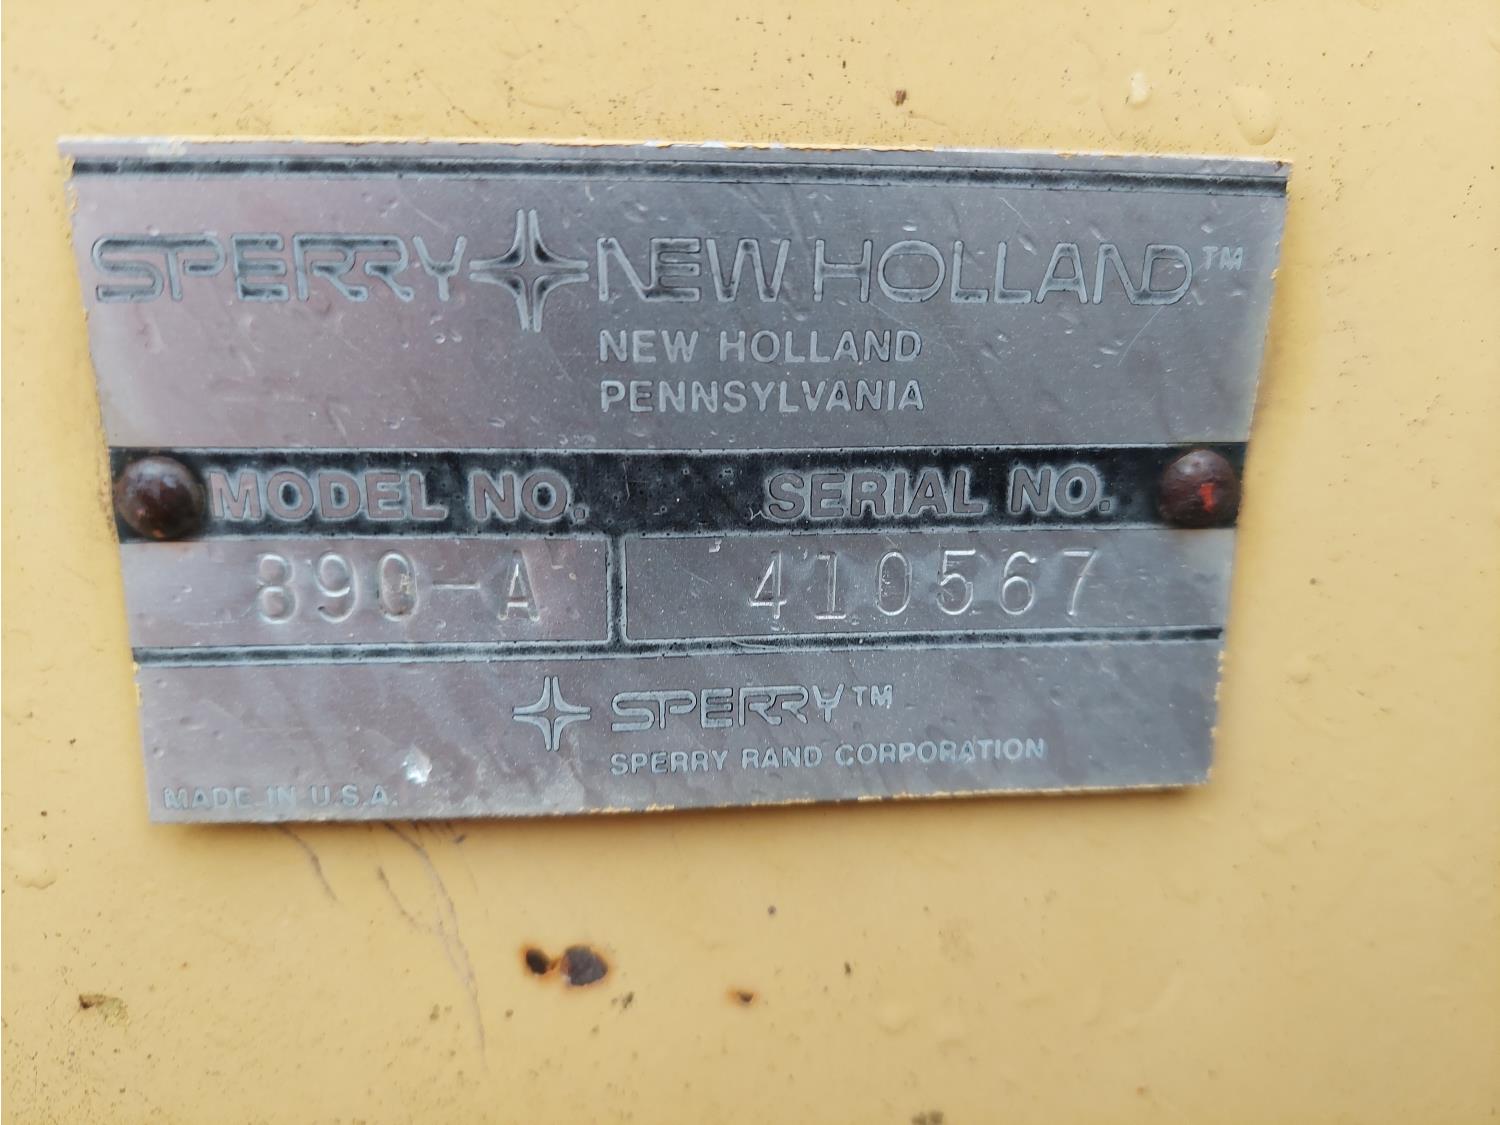 SPERRY NEW HOLLAND™
NEW HOLLAND
PENNSYLVANIA
MODEL NO. SERIAL NO.
890-A 410567
SPERRY™
SPERRY RAND CORPORATION
MADE IN U.S.A.